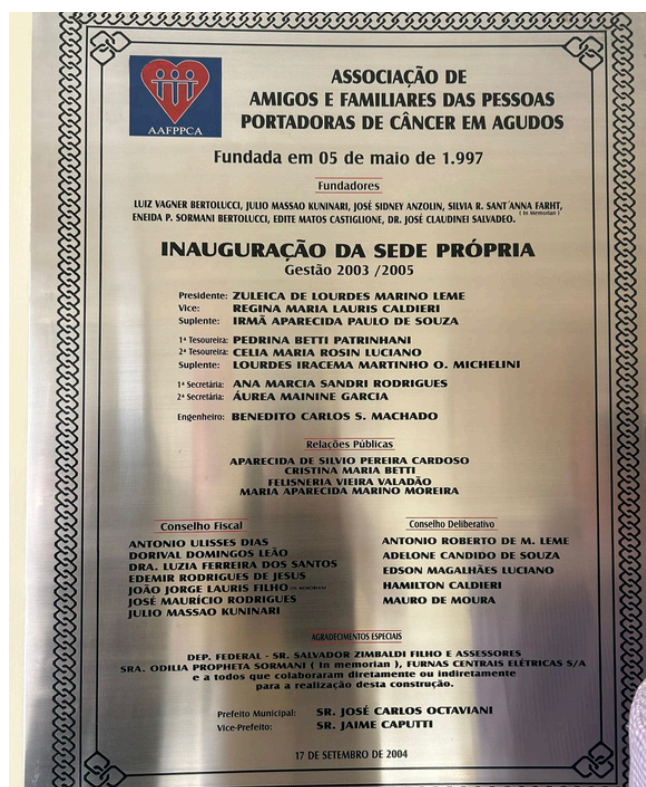 AAFPPCA
ASSOCIAÇÃO DE
AMIGOS E FAMILIARES DAS PESSOAS
PORTADORAS DE CÂNCER EM AGUDOS
Fundada em 05 de maio de 1.997
Fundadores
LUIZ VAGNER BERTOLUCCI, JULIO MASSAO KUNINARI, JOSÉ SIDNEY ANZOLIN, SILVIA R. SANT'ANNA FARHT,
ENEIDA P. SORMANI BERTOLUCCI, EDITE MATOS CASTIGLIONE, DR. JOSÉ CLAUDINEI SALVADEO. ( In Memorian )
INAUGURAÇÃO DA SEDE PRÓPRIA
Gestão 2003 /2005
Presidente: ZULEICA DE LOURDES MARINO LEME
Vice: REGINA MARIA LAURIS CALDIERI
Suplente: IRMÃ APARECIDA PAULO DE SOUZA
1ª Tesoureira: PEDRINA BETTI PATRINHANI
2ª Tesoureira: CELIA MARIA ROSIN LUCIANO
Suplente: LOURDES IRACEMA MARTINHO O. MICHELINI
1ª Secretária: ANA MARCIA SANDRI RODRIGUES
2ª Secretária: ÁUREA MAININE GARCIA
Engenheiro: BENEDITO CARLOS S. MACHADO
Relações Públicas
APARECIDA DE SILVIO PEREIRA CARDOSO
CRISTINA MARIA BETTI
FELISNERIA VIEIRA VALADÃO
MARIA APARECIDA MARINO MOREIRA
Conselho Fiscal
ANTONIO ULISSES DIAS
DORIVAL DOMINGOS LEÃO
DRA. LUZIA FERREIRA DOS SANTOS
EDEMIR RODRIGUES DE JESUS
JOÃO JORGE LAURIS FILHO (IN MEMORIAN)
JOSÉ MAURÍCIO RODRIGUES
JULIO MASSAO KUNINARI
Conselho Deliberativo
ANTONIO ROBERTO DE M. LEME
ADELONE CANDIDO DE SOUZA
EDSON MAGALHÃES LUCIANO
HAMILTON CALDIERI
MAURO DE MOURA
AGRADECIMENTOS ESPECIAIS
DEP. FEDERAL - SR. SALVADOR ZIMBALDI FILHO E ASSESSORES
SRA. ODILIA PROPHETA SORMANI ( In memorian ), FURNAS CENTRAIS ELÉTRICAS S/A
e a todos que colaboraram diretamente ou indiretamente
para a realização desta construção.
Prefeito Municipal: SR. JOSÉ CARLOS OCTAVIANI
Vice-Prefeito: SR. JAIME CAPUTTI
17 DE SETEMBRO DE 2004